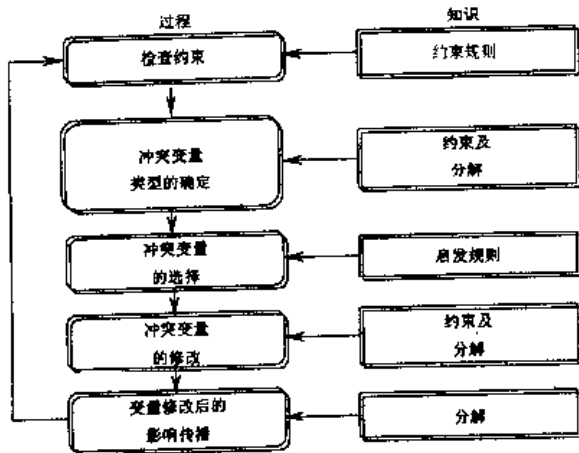 过程
知识
检查约束
约束规则
冲突变量
类型的确定
约束及
分解
冲突变量
的选择
启发规则
冲突变量
的修改
约束及
分解
变量修改后的
影响传播
分解